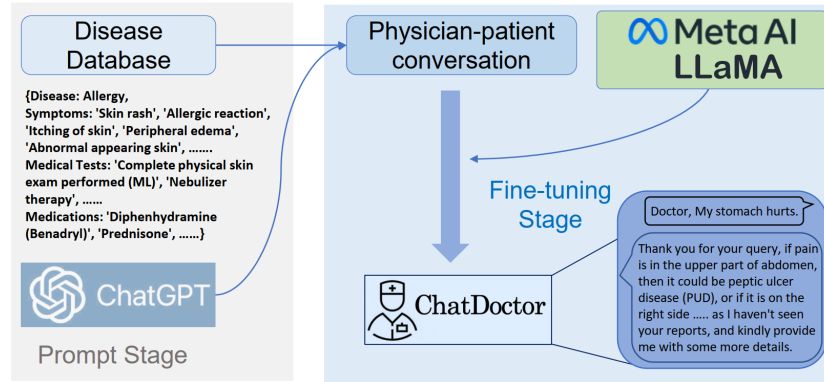 Disease
Database
{Disease: Allergy,
Symptoms: 'Skin rash', 'Allergic reaction',
'Itching of skin', 'Peripheral edema',
'Abnormal appearing skin', …….
Medical Tests: 'Complete physical skin
exam performed (ML)', 'Nebulizer
therapy', ……
Medications: 'Diphenhydramine
(Benadryl)', 'Prednisone', ……}
ChatGPT
Prompt Stage
Physician-patient
conversation
Meta AI
LLaMA
Fine-tuning
Stage
ChatDoctor
Doctor, My stomach hurts.
Thank you for your query, if pain
is in the upper part of abdomen,
then it could be peptic ulcer
disease (PUD), or if it is on the
right side ..... as I haven't seen
your reports, and kindly provide
me with some more details.